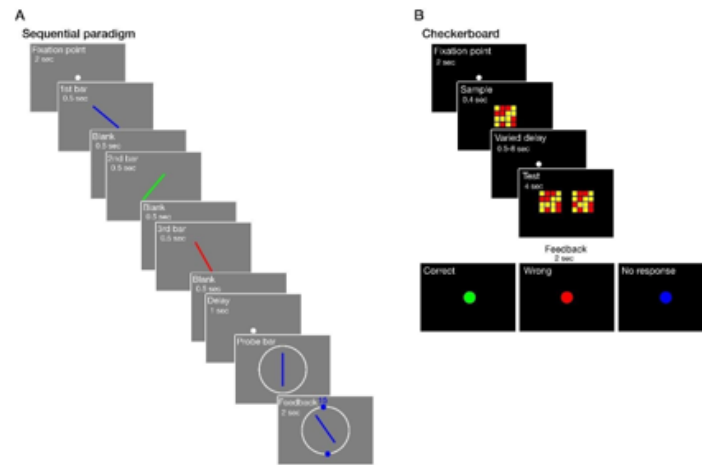 A
Sequential paradigm
Fixation point
2 sec
1st bar
0.5 sec
Blank
0.5 sec
2nd bar
0.5 sec
Blank
0.5 sec
3rd bar
0.5 sec
Blank
0.5 sec
Delay
1 sec
Probe bar
Feedback
2 sec
B
Checkerboard
Fixation point
2 sec
Sample
0.4 sec
Varied delay
0.5-8 sec
Test
4 sec
Feedback
2 sec
Correct
Wrong
No response